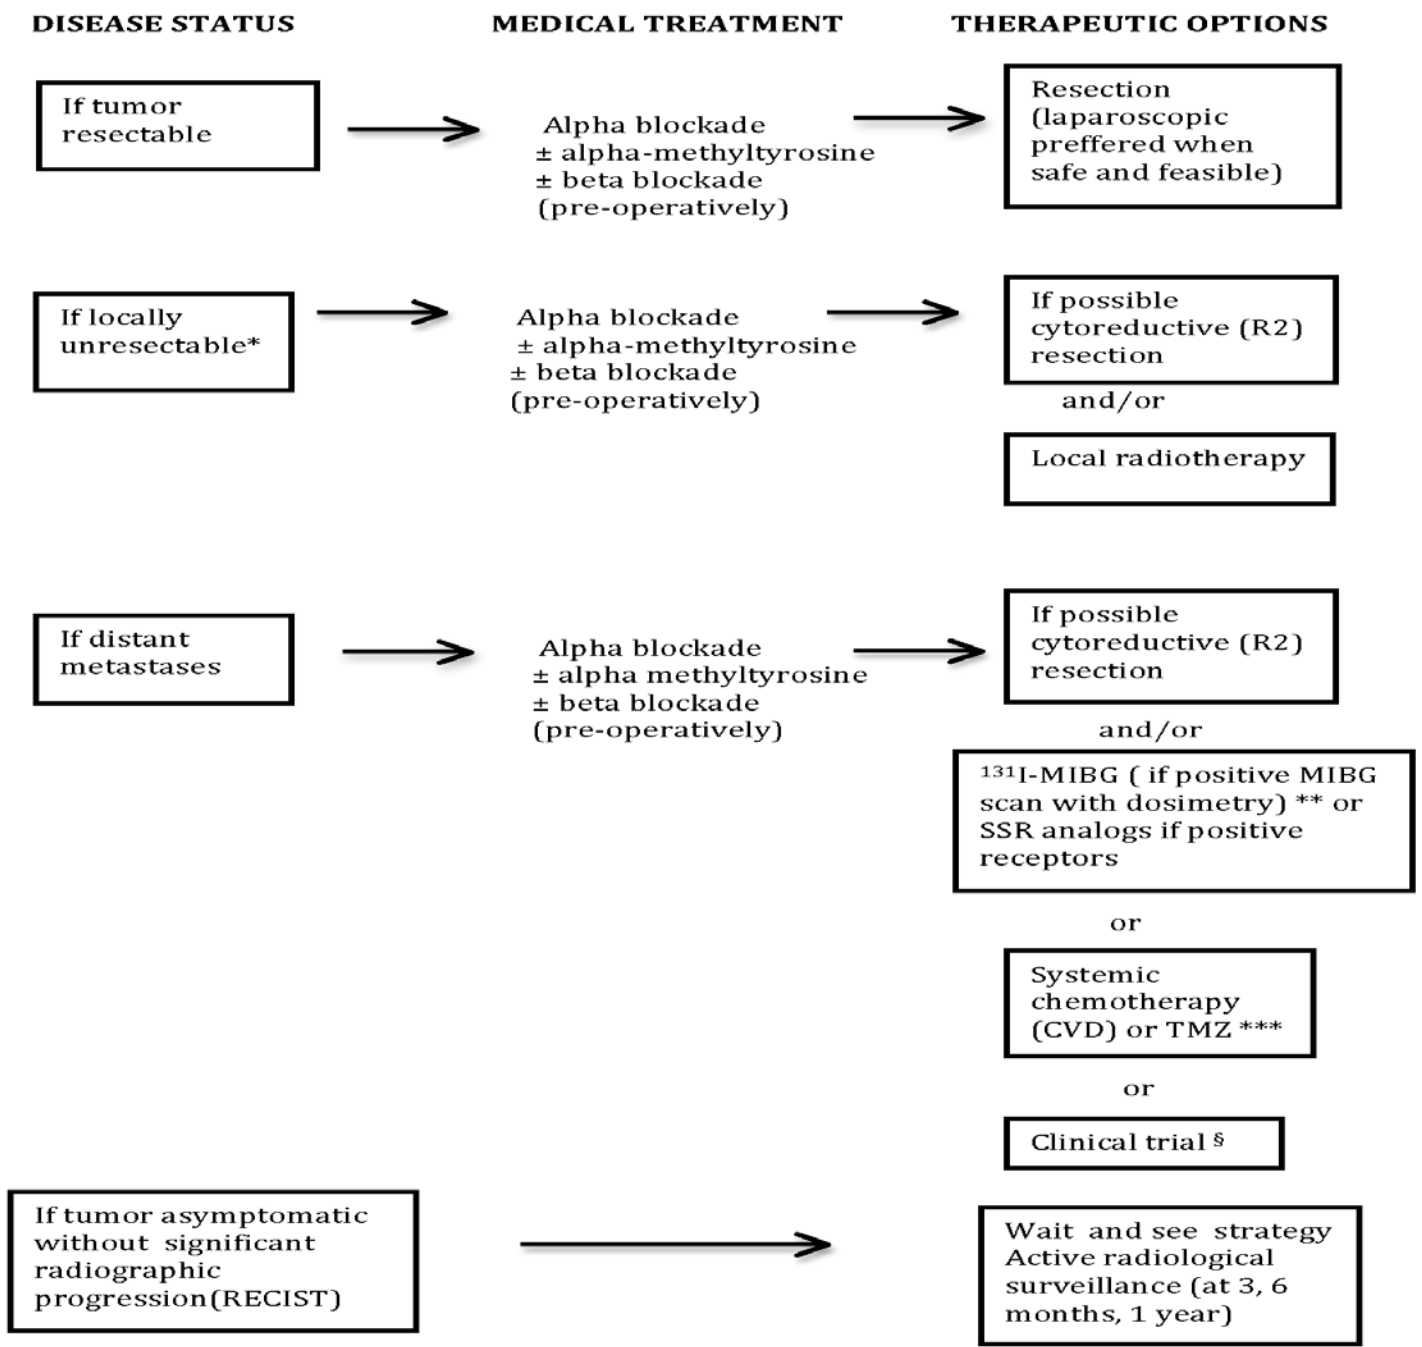 DISEASE STATUS
MEDICAL TREATMENT
THERAPEUTIC OPTIONS
If tumor
resectable
Alpha blockade
± alpha-methyltyrosine
± beta blockade
(pre-operatively)
Resection
(laparoscopic
preffered when
safe and feasible)
If locally
unresectable*
Alpha blockade
± alpha-methyltyrosine
± beta blockade
(pre-operatively)
If possible
cytoreductive (R2)
resection
and/or
Local radiotherapy
If distant
metastases
Alpha blockade
± alpha methyltyrosine
± beta blockade
(pre-operatively)
If possible
cytoreductive (R2)
resection
and/or
¹³¹I-MIBG ( if positive MIBG
scan with dosimetry) ** or
SSR analogs if positive
receptors
or
Systemic
chemotherapy
(CVD) or TMZ ***
or
Clinical trial §
If tumor asymptomatic
without significant
radiographic
progression(RECIST)
Wait and see strategy
Active radiological
surveillance (at 3, 6
months, 1 year)